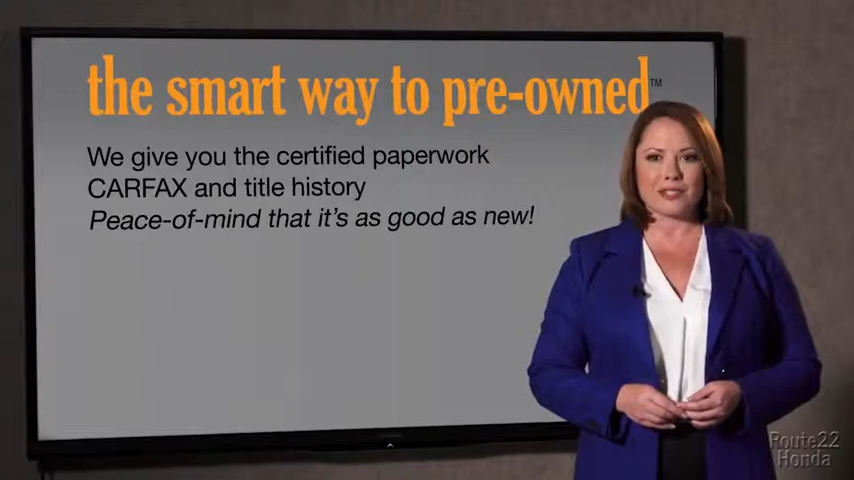 the smart way to pre-owned™
We give you the certified paperwork
CARFAX and title history
Peace-of-mind that it's as good as new!
Route22
Honda